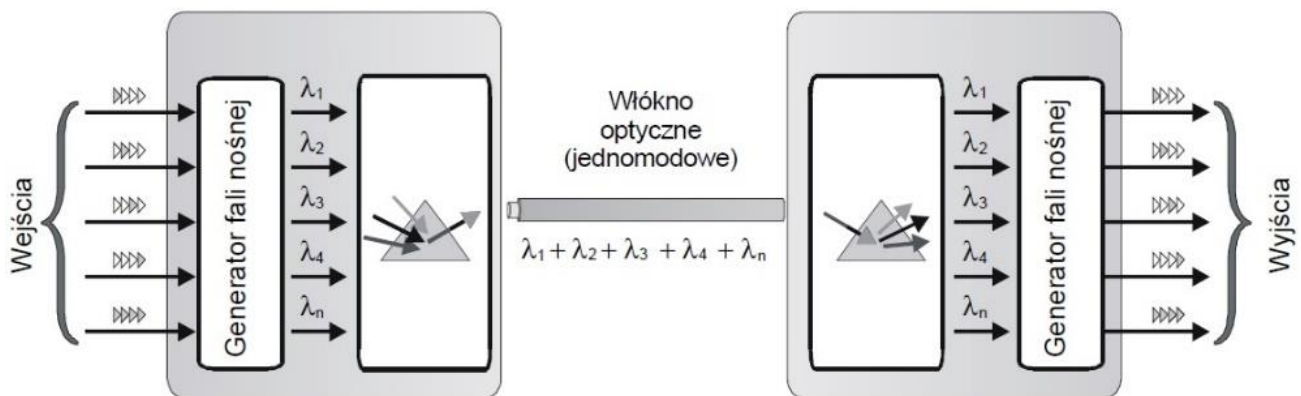 Wejścia
Generator fali nośnej
λ1
λ2
λ3
λ4
λn
Włókno
optyczne
(jednomodowe)
λ1 + λ2 + λ3 + λ4 + λn
λ1
λ2
λ3
λ4
λn
Generator fali nośnej
Wyjścia